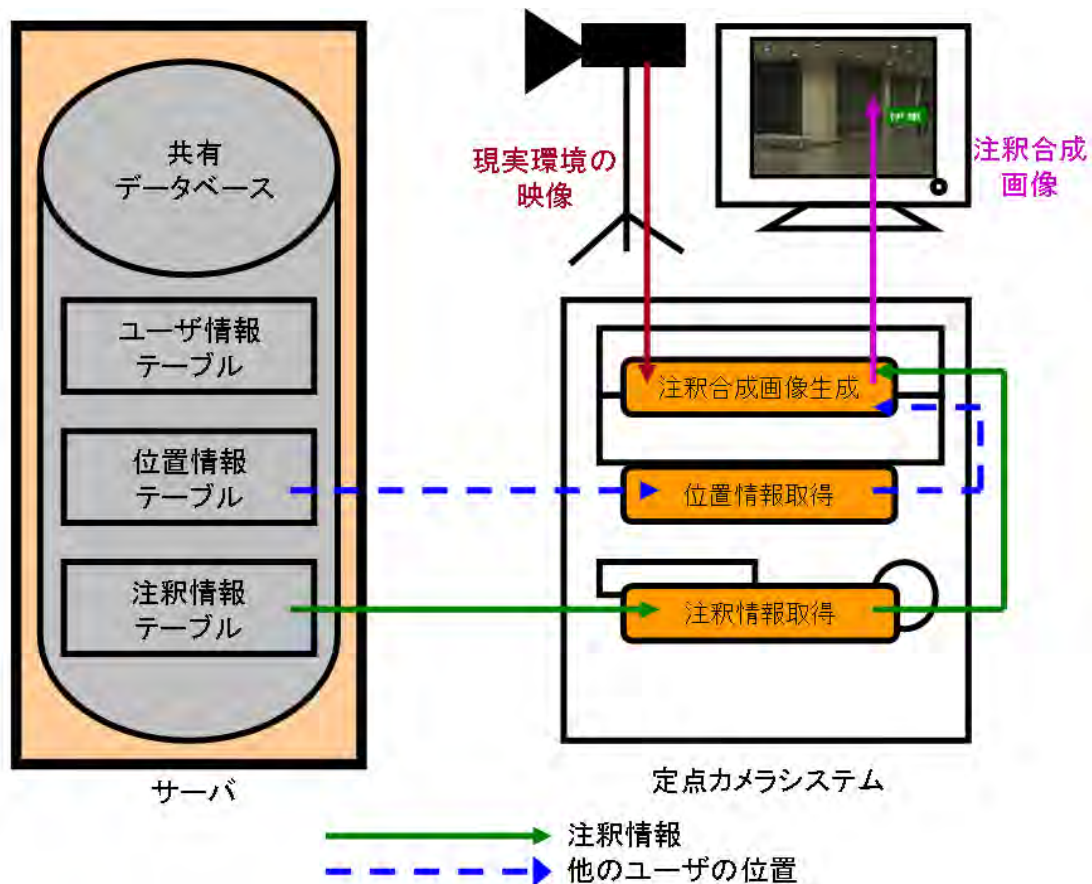 共有
データベース
ユーザ情報
テーブル
位置情報
テーブル
注釈情報
テーブル
サーバ
現実環境の
映像
注釈合成
画像
注釈合成画像生成
位置情報取得
注釈情報取得
定点カメラシステム
注釈情報
他のユーザの位置